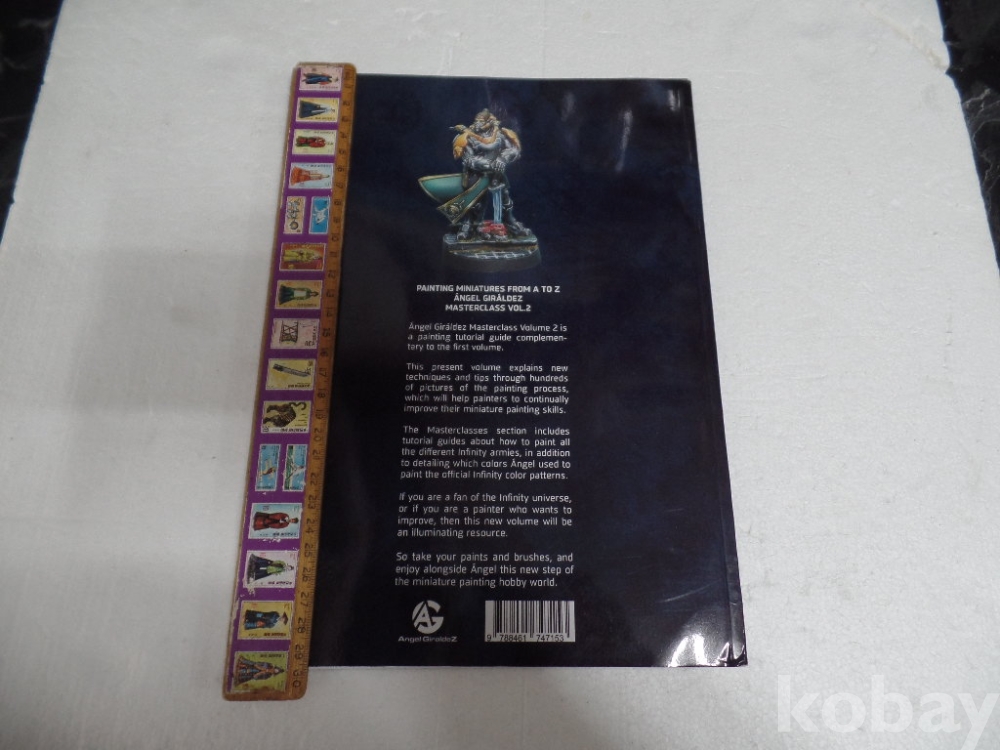 PAINTING MINIATURES FROM A TO Z
ÁNGEL GIRÁLDEZ
MASTERCLASS VOL.2
Ángel Giráldez Masterclass Volume 2 is
a painting tutorial guide complemen-
tary to the first volume.
This present volume explains new
techniques and tips through hundreds
of pictures of the painting process,
which will help painters to continually
improve their miniature painting skills.
The Masterclasses section includes
tutorial guides about how to paint all
the different Infinity armies, in addition
to detailing which colors Ángel used to
paint the official Infinity color patterns.
If you are a fan of the Infinity universe,
or if you are a painter who wants to
improve, then this new volume will be
an illuminating resource.
So take your paints and brushes, and
enjoy alongside Ángel this new step of
the miniature painting hobby world.
AG
Angel GiraldeZ
9 788461 747153
kobay